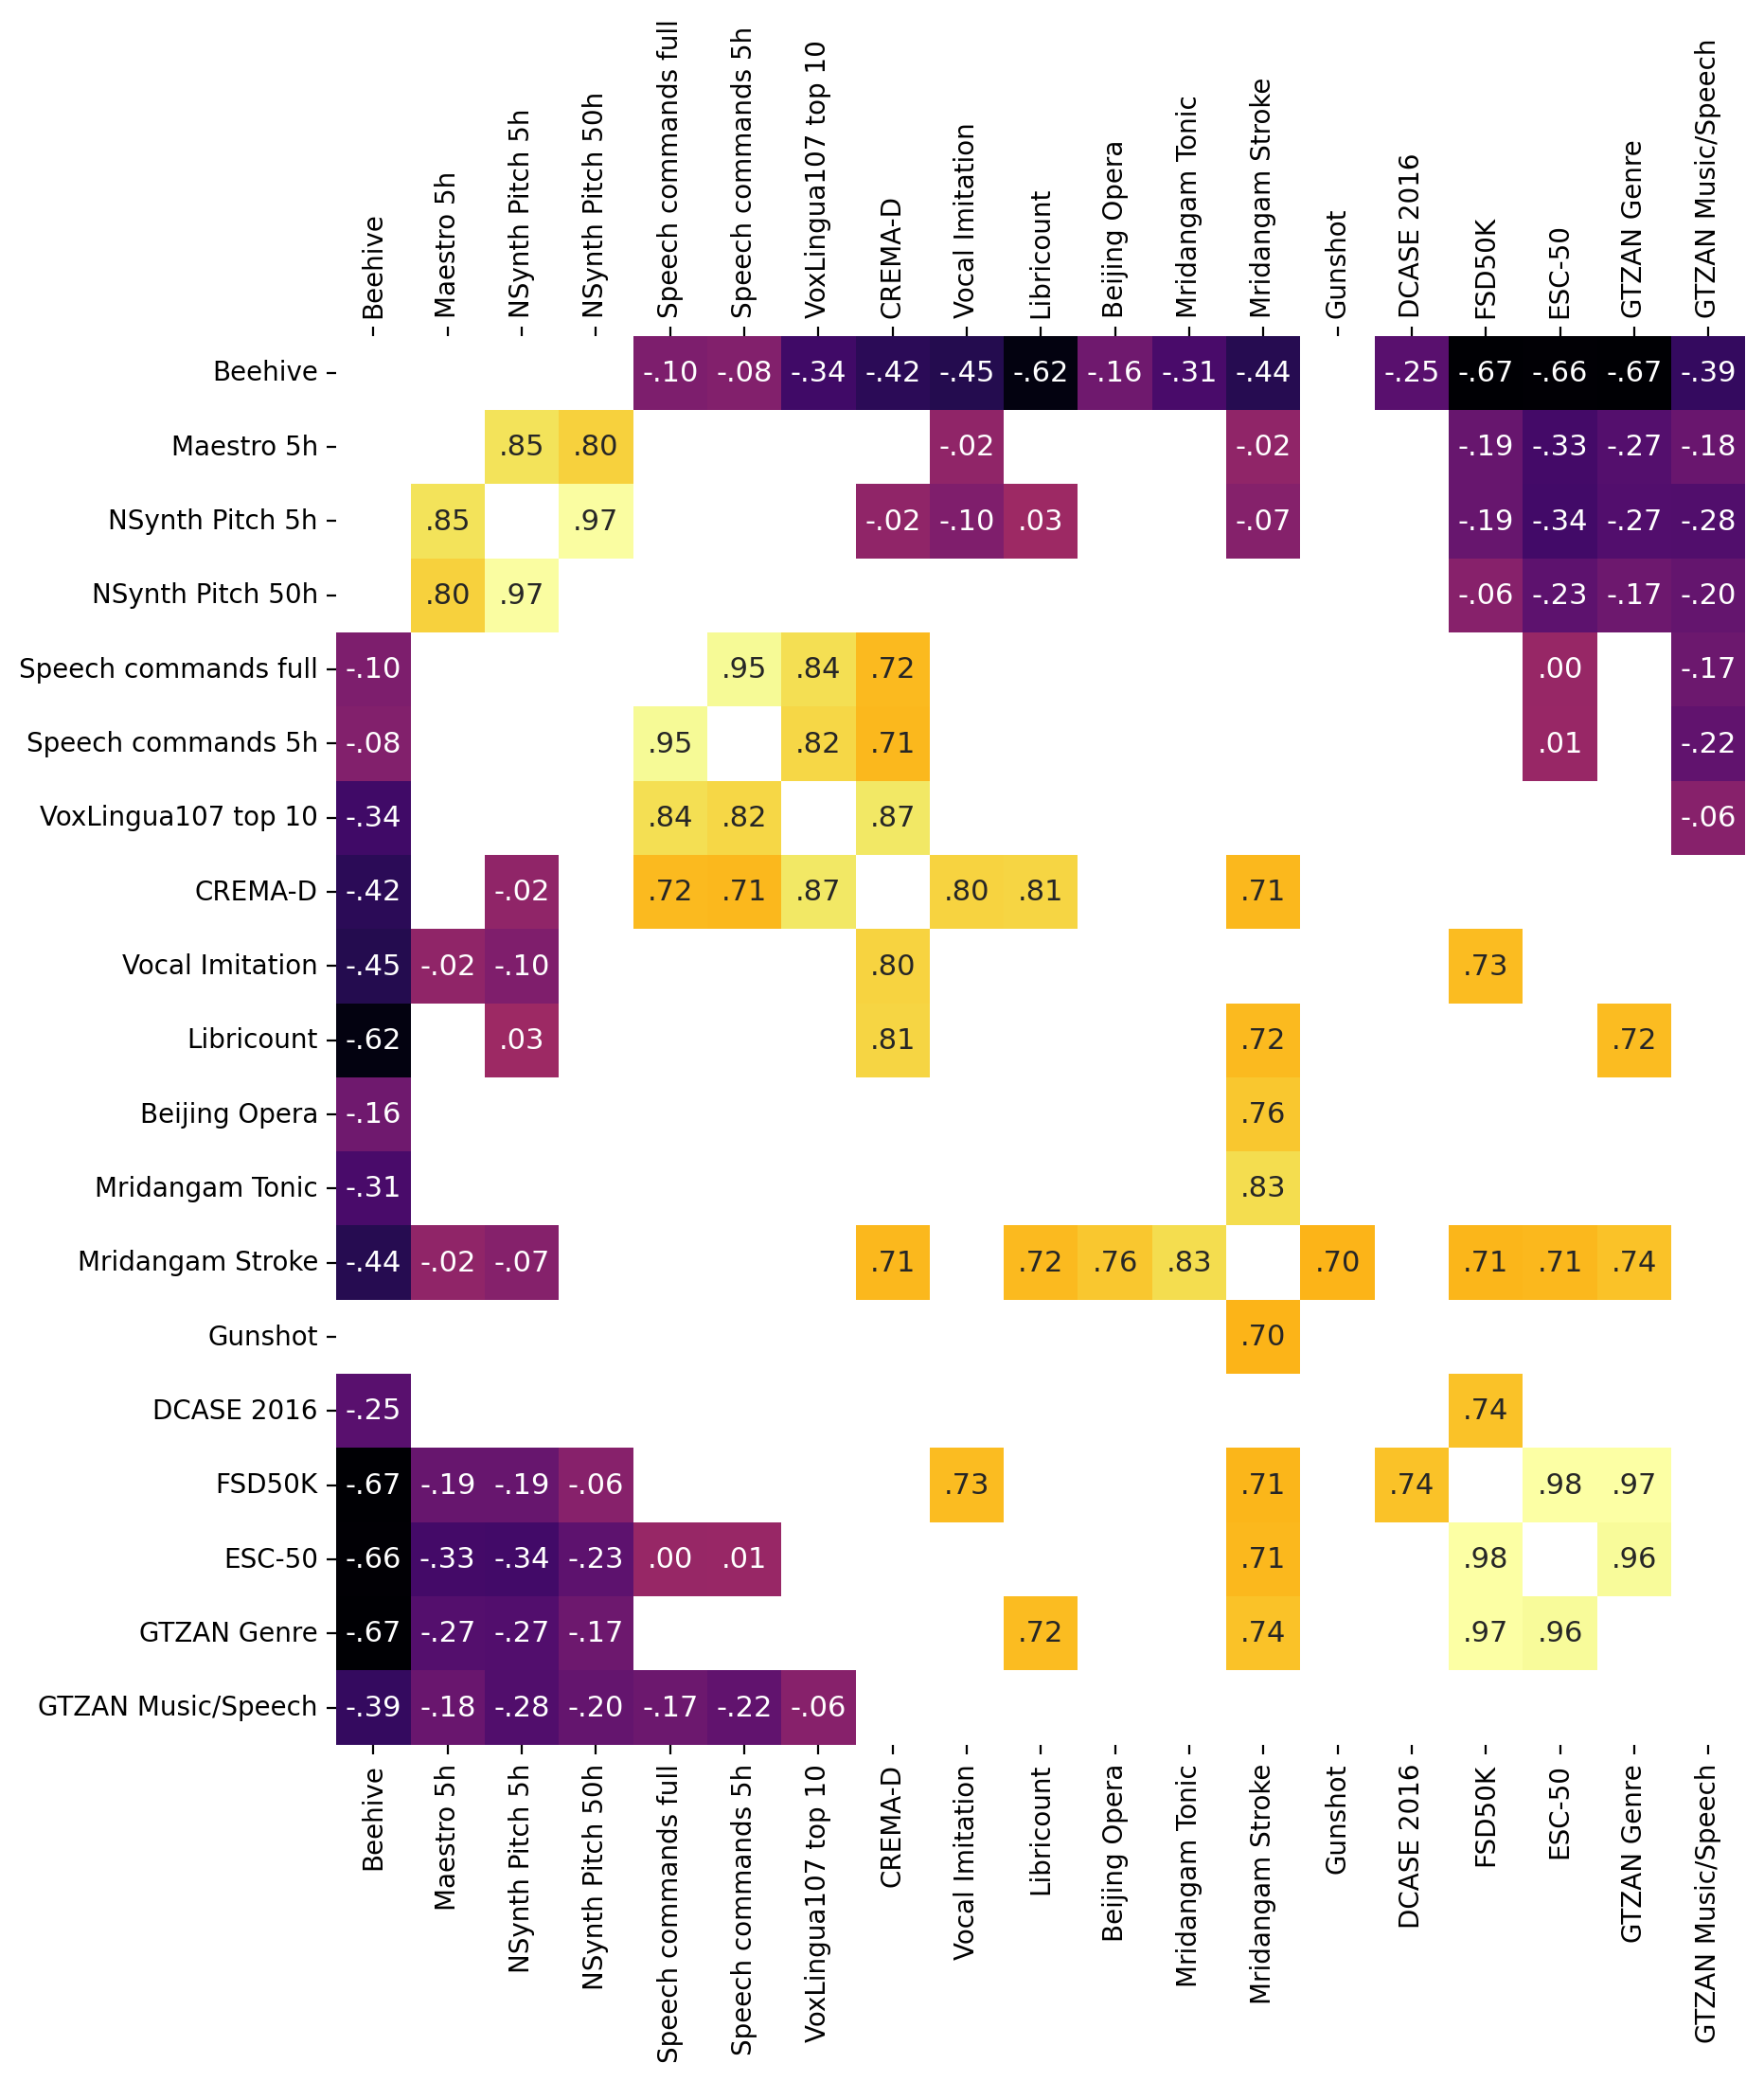 Beehive Maestro 5h NSynth Pitch 5h NSynth Pitch 50h Speech commands full Speech commands 5h VoxLingua107 top 10 CREMA-D Vocal Imitation Libricount Beijing Opera Mridangam Tonic Mridangam Stroke Gunshot DCASE 2016 FSD50K ESC-50 GTZAN Genre GTZAN Music/Speech
Beehive -.10 -.08 -.34 -.42 -.45 -.62 -.16 -.31 -.44 -.25 -.67 -.66 -.67 -.39
Maestro 5h .85 .80 -.02 -.02 -.19 -.33 -.27 -.18
NSynth Pitch 5h .85 .97 -.02 -.10 .03 -.07 -.19 -.34 -.27 -.28
NSynth Pitch 50h .80 .97 -.06 -.23 -.17 -.20
Speech commands full -.10 .95 .84 .72 .00 -.17
Speech commands 5h -.08 .95 .82 .71 .01 -.22
VoxLingua107 top 10 -.34 .84 .82 .87 -.06
CREMA-D -.42 -.02 .72 .71 .87 .80 .81 .71
Vocal Imitation -.45 -.02 -.10 .80 .73
Libricount -.62 .03 .81 .72 .72
Beijing Opera -.16 .76
Mridangam Tonic -.31 .83
Mridangam Stroke -.44 -.02 -.07 .71 .72 .76 .83 .70 .71 .71 .74
Gunshot .70
DCASE 2016 -.25 .74
FSD50K -.67 -.19 -.19 -.06 .73 .71 .74 .98 .97
ESC-50 -.66 -.33 -.34 -.23 .00 .01 .71 .98 .96
GTZAN Genre -.67 -.27 -.27 -.17 .72 .74 .97 .96
GTZAN Music/Speech -.39 -.18 -.28 -.20 -.17 -.22 -.06
Beehive Maestro 5h NSynth Pitch 5h NSynth Pitch 50h Speech commands full Speech commands 5h VoxLingua107 top 10 CREMA-D Vocal Imitation Libricount Beijing Opera Mridangam Tonic Mridangam Stroke Gunshot DCASE 2016 FSD50K ESC-50 GTZAN Genre GTZAN Music/Speech